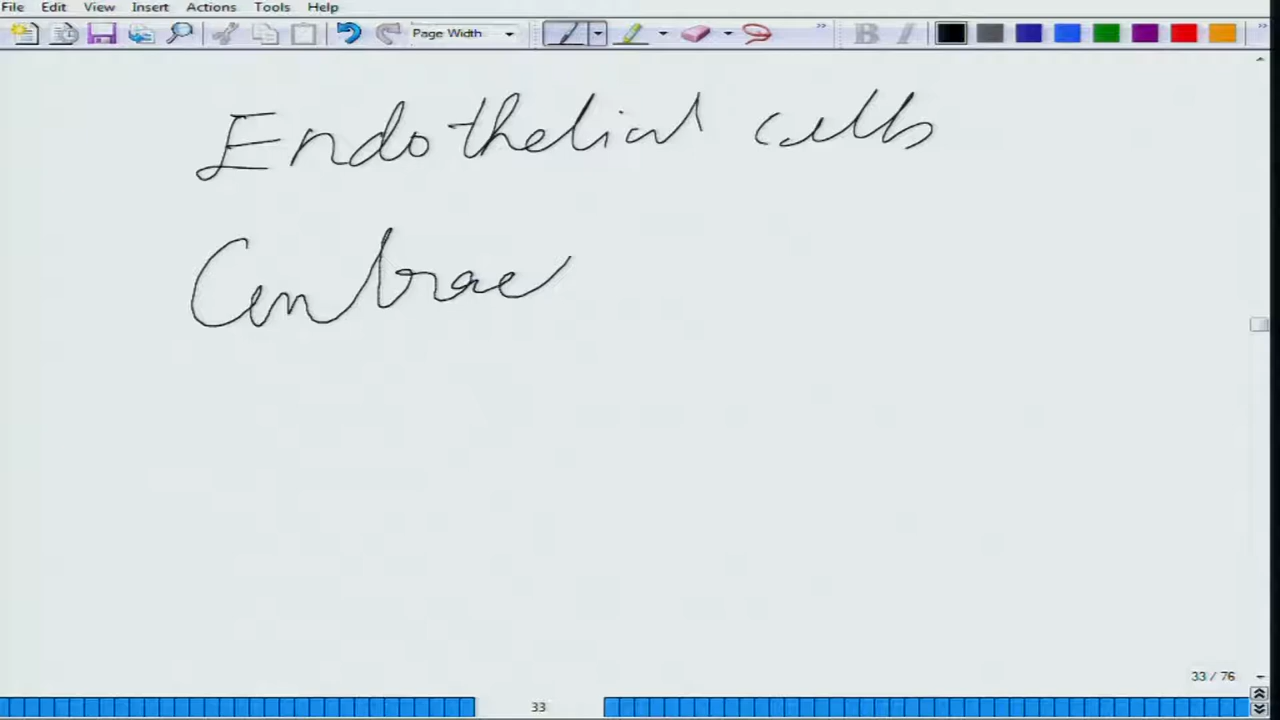 File Edit View Insert Actions Tools Help
Page Width
Endothelial cells
Contrac
33 / 76
33